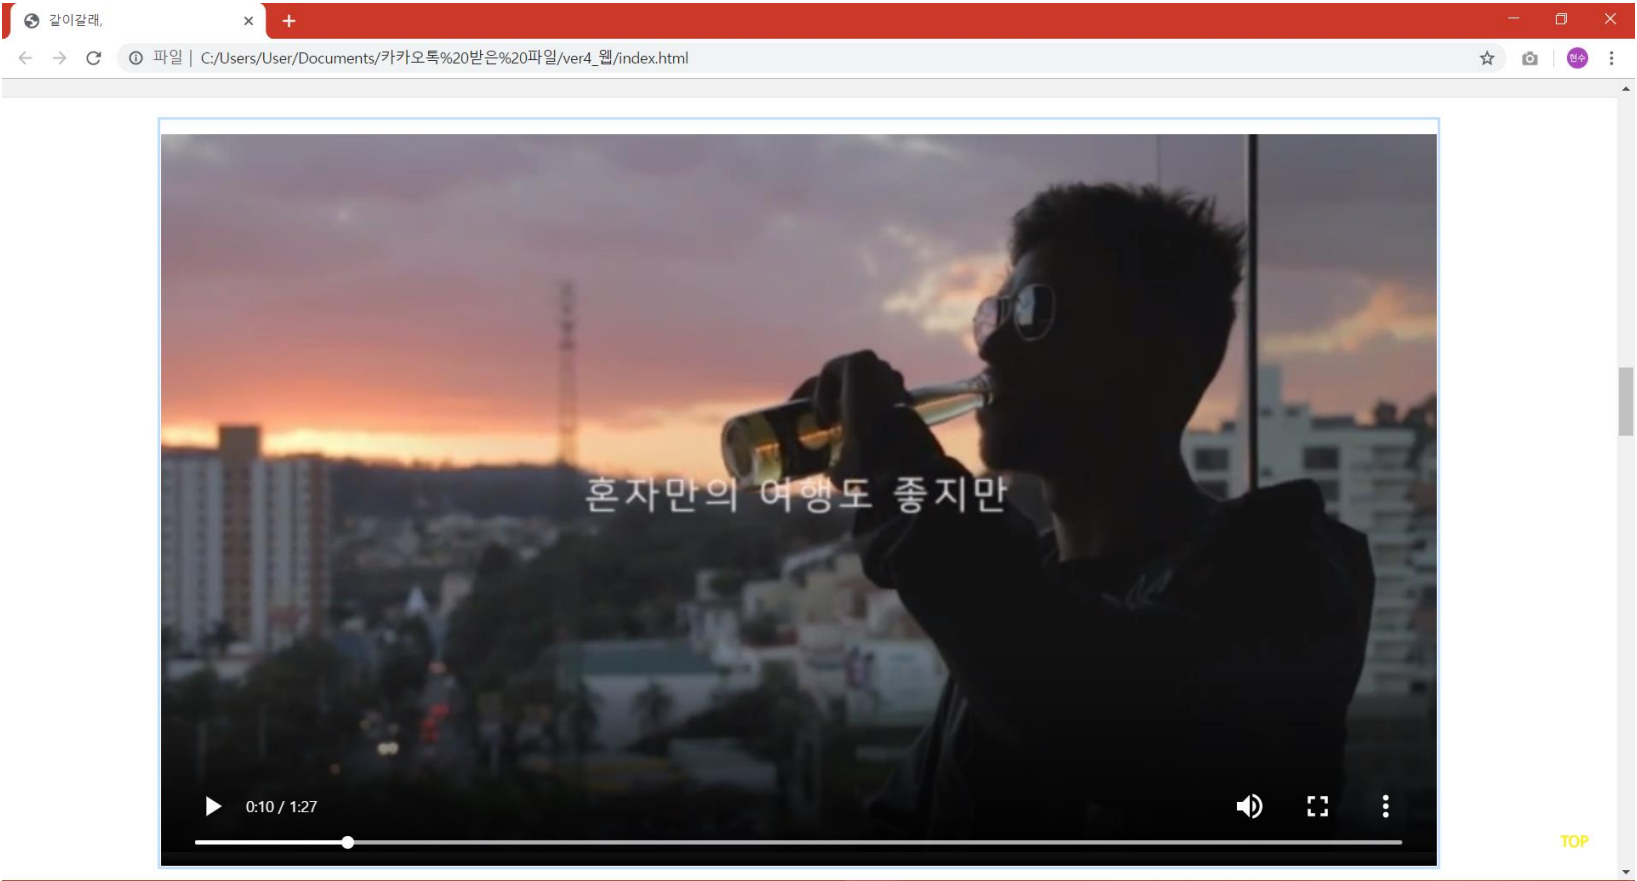 같이갈래,
파일 | C:/Users/User/Documents/카카오톡%20받은%20파일/ver4_웹/index.html
현수
혼자만의 여행도 좋지만
0:10 / 1:27
TOP